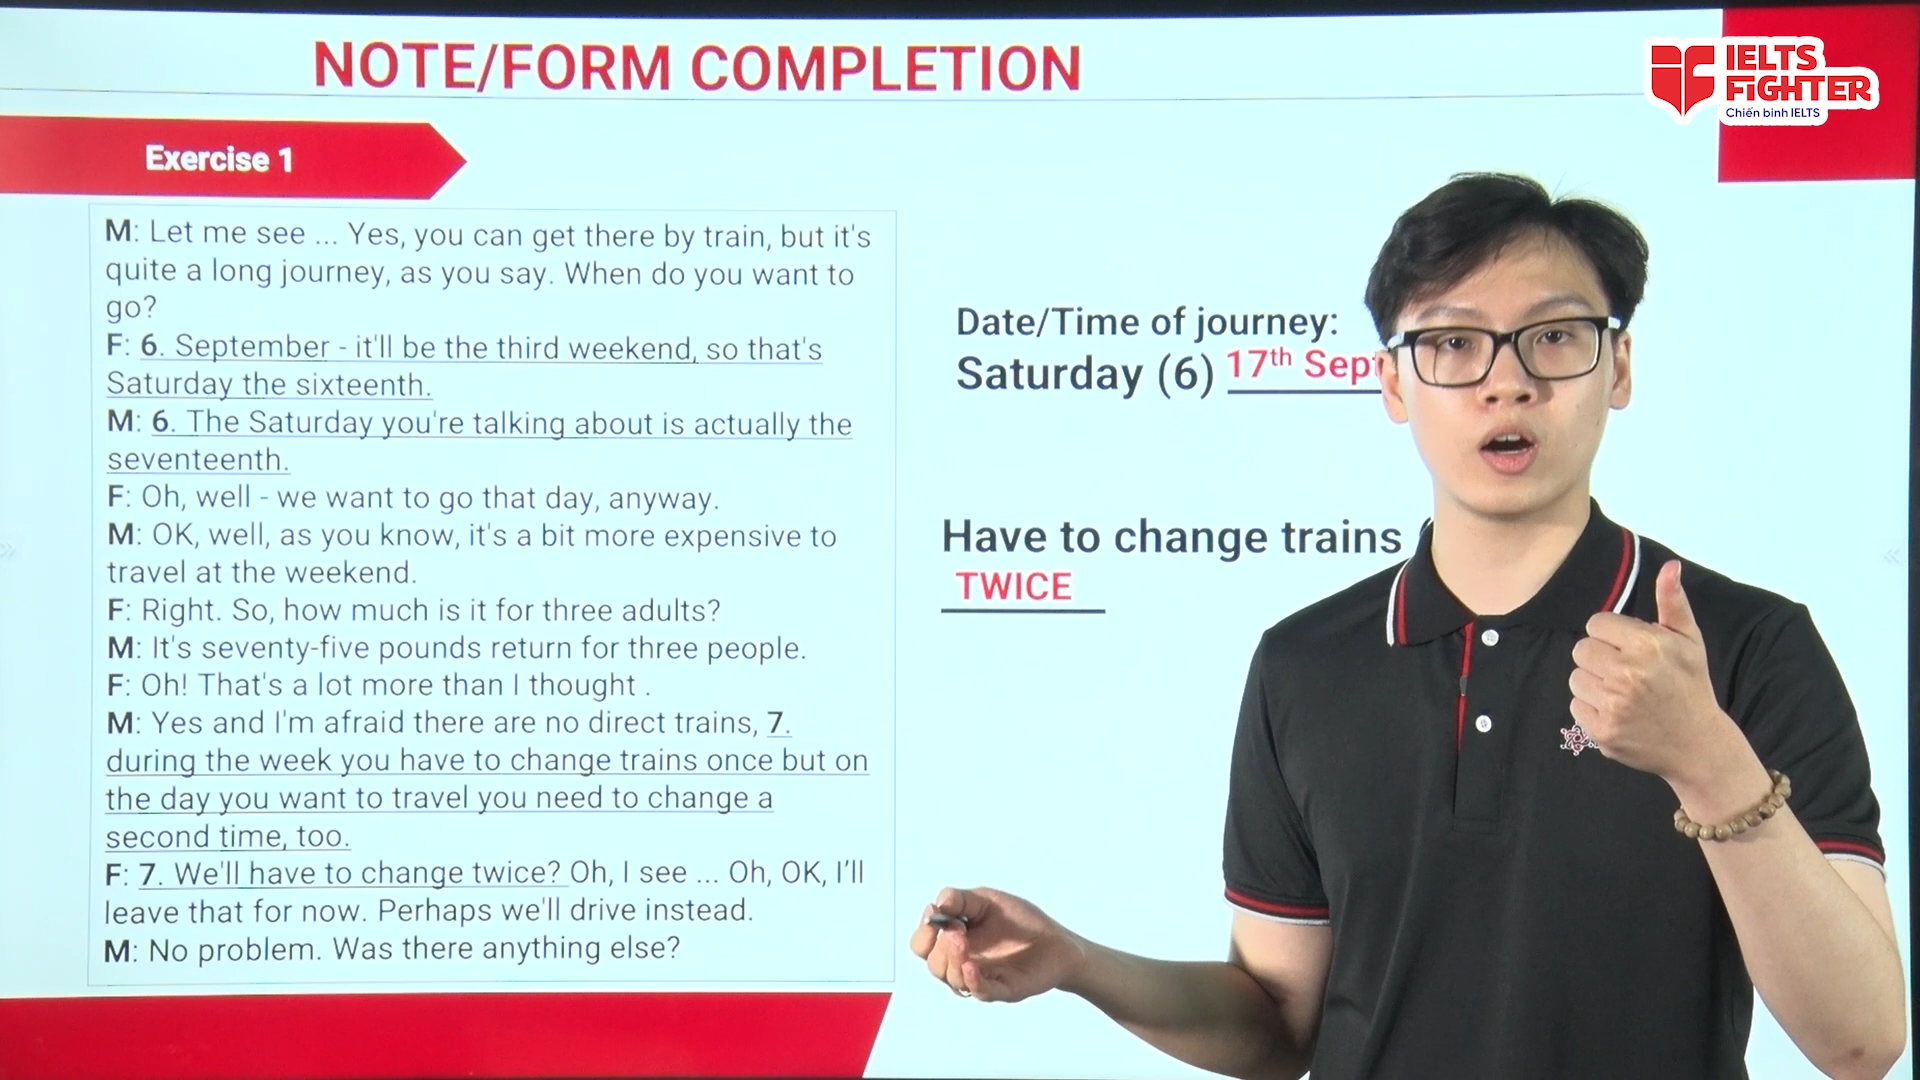 NOTE/FORM COMPLETION
IELTS
FIGHTER
Chiến binh IELTS
Exercise 1
M: Let me see ... Yes, you can get there by train, but it's
quite a long journey, as you say. When do you want to
go?
F: 6. September - it'll be the third weekend, so that's
Saturday the sixteenth.
M: 6. The Saturday you're talking about is actually the
seventeenth.
F: Oh, well - we want to go that day, anyway.
M: OK, well, as you know, it's a bit more expensive to
travel at the weekend.
F: Right. So, how much is it for three adults?
M: It's seventy-five pounds return for three people.
F: Oh! That's a lot more than I thought .
M: Yes and I'm afraid there are no direct trains, 7.
during the week you have to change trains once but on
the day you want to travel you need to change a
second time, too.
F: 7. We'll have to change twice? Oh, I see ... Oh, OK, I'll
leave that for now. Perhaps we'll drive instead.
M: No problem. Was there anything else?
Date/Time of journey:
Saturday (6) 17th Sept
Have to change trains
TWICE